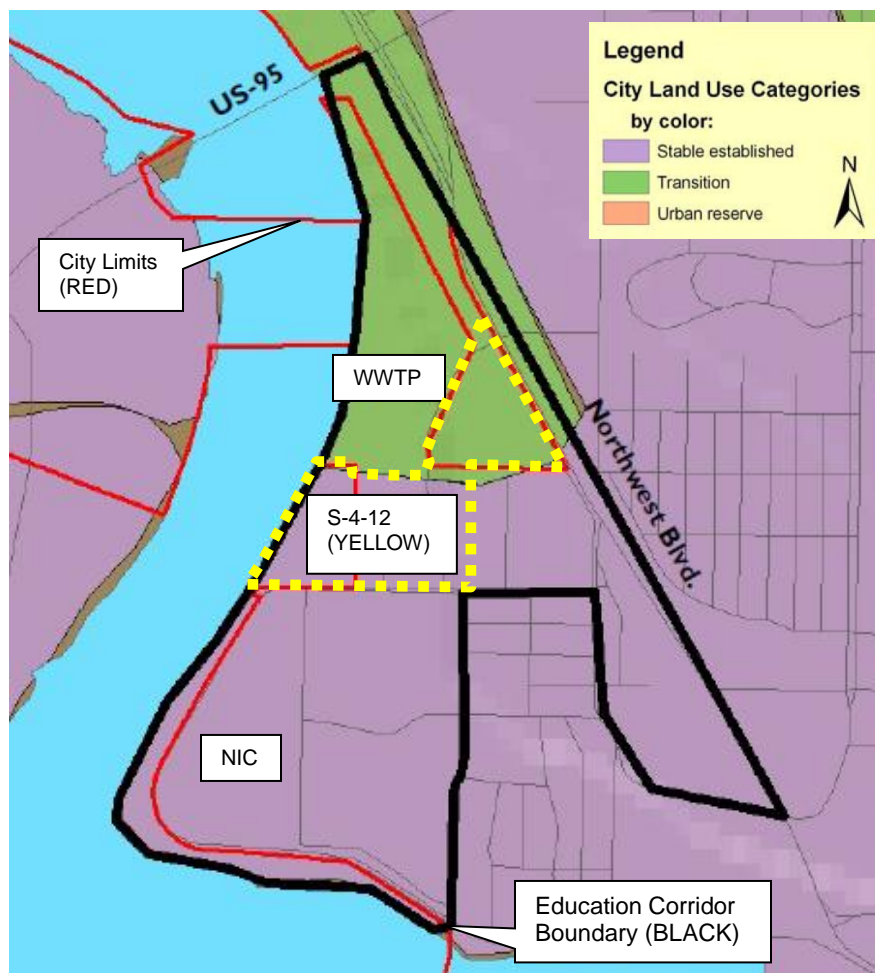 Legend
City Land Use Categories
by color:
Stable established
Transition
Urban reserve
N
US-95
City Limits
(RED)
WWTP
Northwest Blvd.
S-4-12
(YELLOW)
NIC
Education Corridor
Boundary (BLACK)